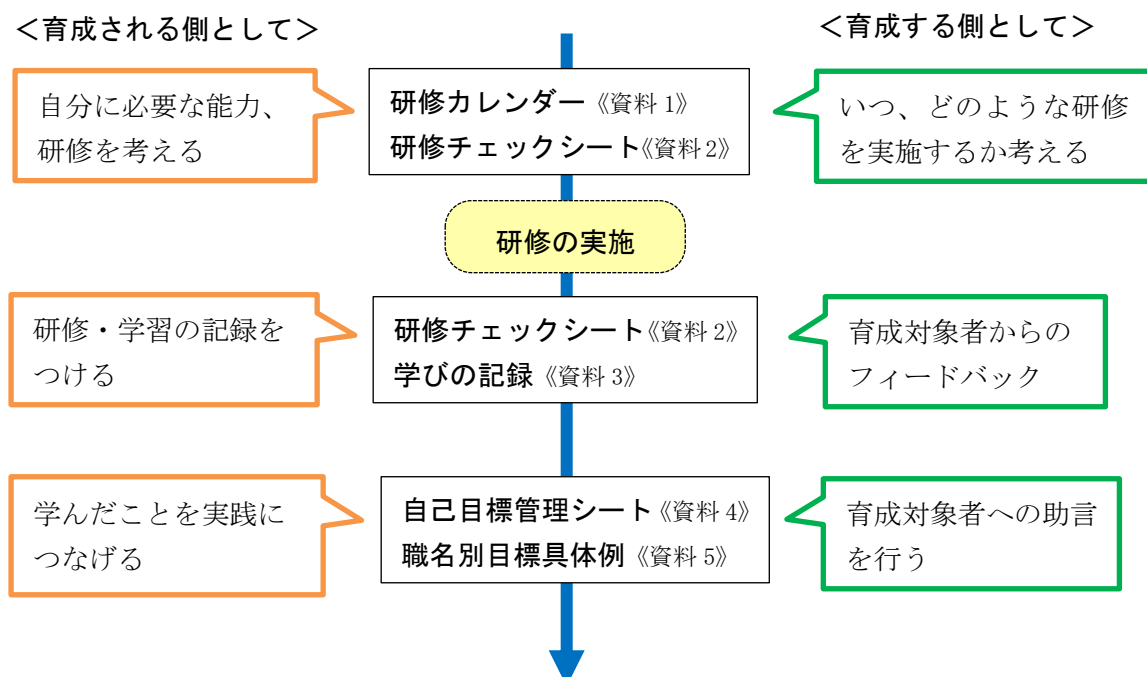 ＜育成される側として＞
＜育成する側として＞
自分に必要な能力、
研修を考える
研修カレンダー《資料 1》
研修チェックシート《資料 2》
いつ、どのような研修
を実施するか考える
研修の実施
研修・学習の記録を
つける
研修チェックシート《資料 2》
学びの記録《資料 3》
育成対象者からの
フィードバック
学んだことを実践に
つなげる
自己目標管理シート《資料 4》
職名別目標具体例《資料 5》
育成対象者への助言
を行う